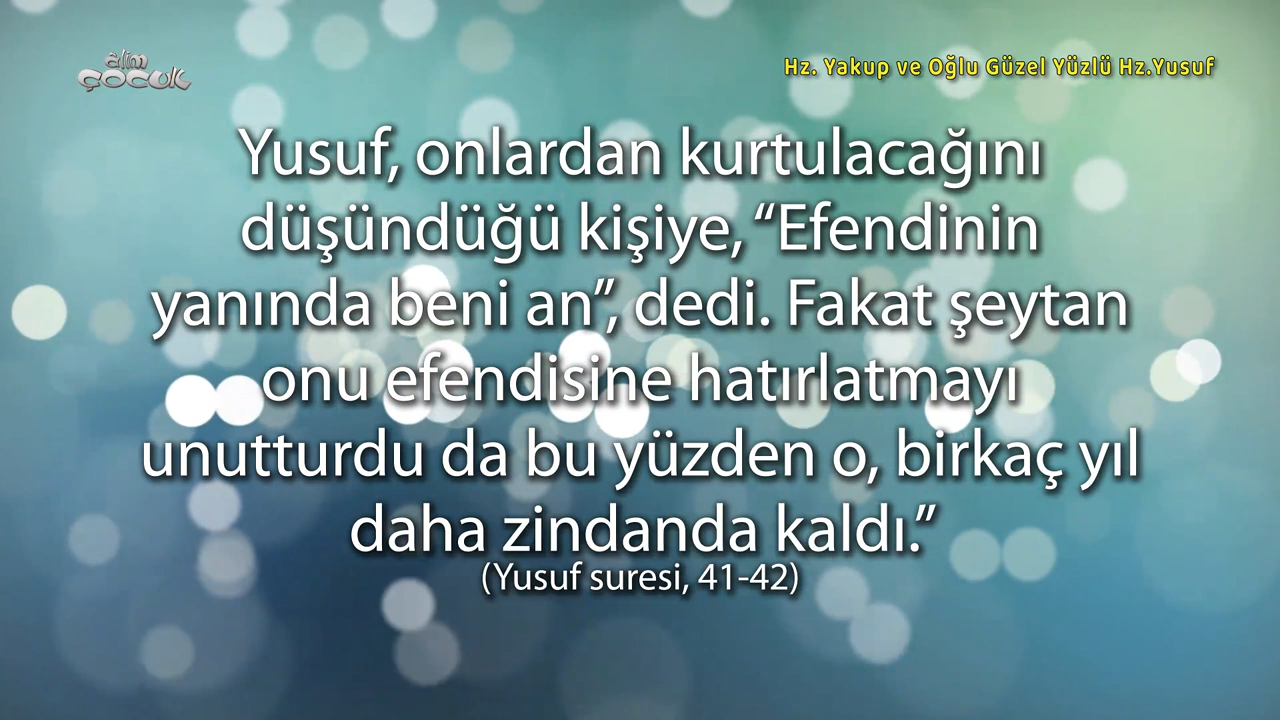 alim
ÇOCUK
Hz. Yakup ve Oğlu Güzel Yüzlü Hz.Yusuf
Yusuf, onlardan kurtulacağını
düşündüğü kişiye, “Efendinin
yanında beni an”, dedi. Fakat şeytan
onu efendisine hatırlatmayı
unutturdu da bu yüzden o, birkaç yıl
daha zindanda kaldı.”
(Yusuf suresi, 41-42)